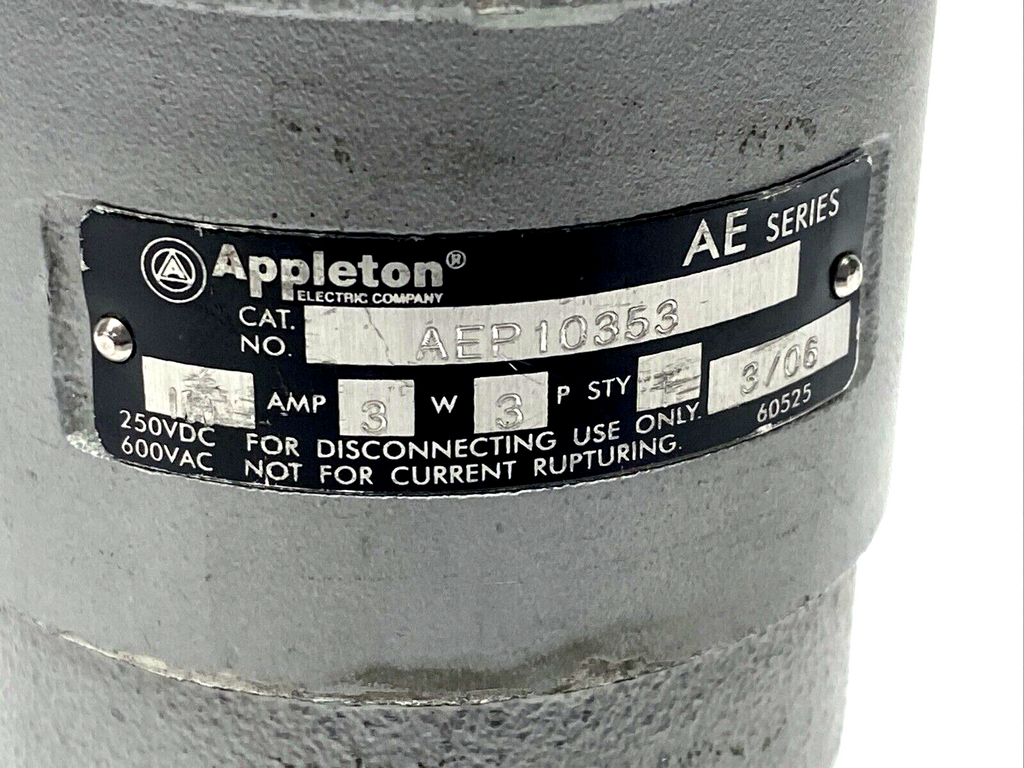 AE SERIES
Appleton®
ELECTRIC COMPANY
CAT. NO. AEP10353
AMP 3 W 3 P STY 3/06
250VDC 600VAC
FOR DISCONNECTING USE ONLY.
NOT FOR CURRENT RUPTURING.
60525